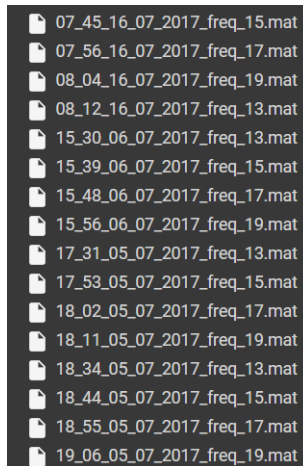 07_45_16_07_2017_freq_15.mat
07_56_16_07_2017_freq_17.mat
08_04_16_07_2017_freq_19.mat
08_12_16_07_2017_freq_13.mat
15_30_06_07_2017_freq_13.mat
15_39_06_07_2017_freq_15.mat
15_48_06_07_2017_freq_17.mat
15_56_06_07_2017_freq_19.mat
17_31_05_07_2017_freq_13.mat
17_53_05_07_2017_freq_15.mat
18_02_05_07_2017_freq_17.mat
18_11_05_07_2017_freq_19.mat
18_34_05_07_2017_freq_13.mat
18_44_05_07_2017_freq_15.mat
18_55_05_07_2017_freq_17.mat
19_06_05_07_2017_freq_19.mat